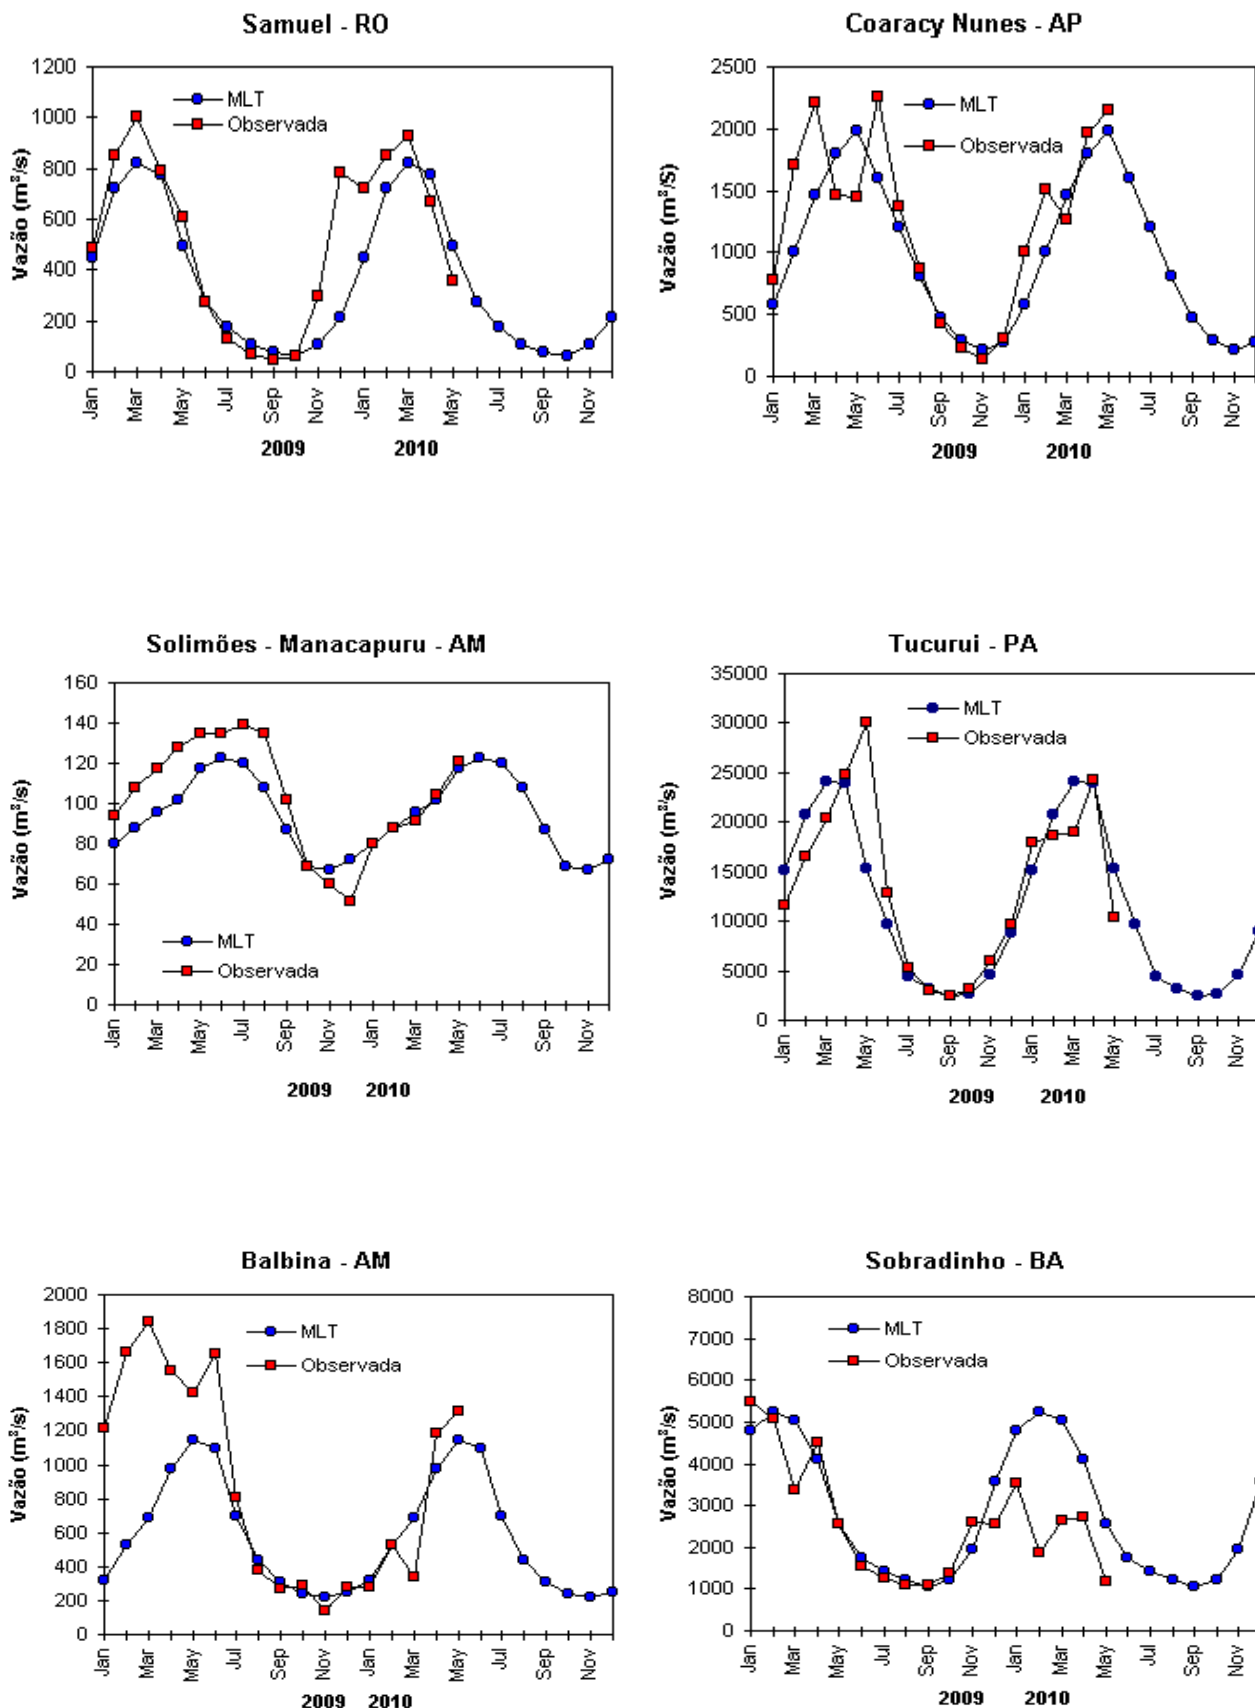 Samuel - RO
1200
1000
800
600
400
200
0
Vazão (m³/s)
MLT
Observada
Jan
Mar
May
Jul
Sep
Nov
Jan
Mar
May
Jul
Sep
Nov
2009 2010
Coaracy Nunes - AP
2500
2000
1500
1000
500
0
Vazão (m³/S)
MLT
Observada
Jan
Mar
May
Jul
Sep
Nov
Jan
Mar
May
Jul
Sep
Nov
2009 2010
Solimões - Manacapuru - AM
160
140
120
100
80
60
40
20
0
Vazão (m³/s)
MLT
Observada
Jan
Mar
May
Jul
Sep
Nov
Jan
Mar
May
Jul
Sep
Nov
2009 2010
Tucurui - PA
35000
30000
25000
20000
15000
10000
5000
0
Vazão (m³/s)
MLT
Observada
Jan
Mar
May
Jul
Sep
Nov
Jan
Mar
May
Jul
Sep
Nov
2009 2010
Balbina - AM
2000
1800
1600
1400
1200
1000
800
600
400
200
0
Vazão (m³/s)
MLT
Observada
Jan
Mar
May
Jul
Sep
Nov
Jan
Mar
May
Jul
Sep
Nov
2009 2010
Sobradinho - BA
8000
7000
6000
5000
4000
3000
2000
1000
0
Vazão (m³/s)
MLT
Observada
Jan
Mar
May
Jul
Sep
Nov
Jan
Mar
May
Jul
Sep
Nov
2009 2010